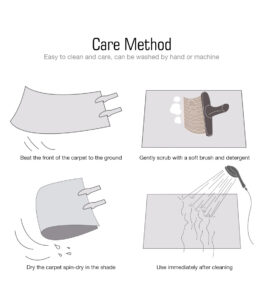 Care Method
Easy to clean and care, can be washed by hand or machine
Beat the front of the carpet to the ground
Gently scrub with a soft brush and detergent
Dry the carpet spin-dry in the shade
Use immediately after cleaning